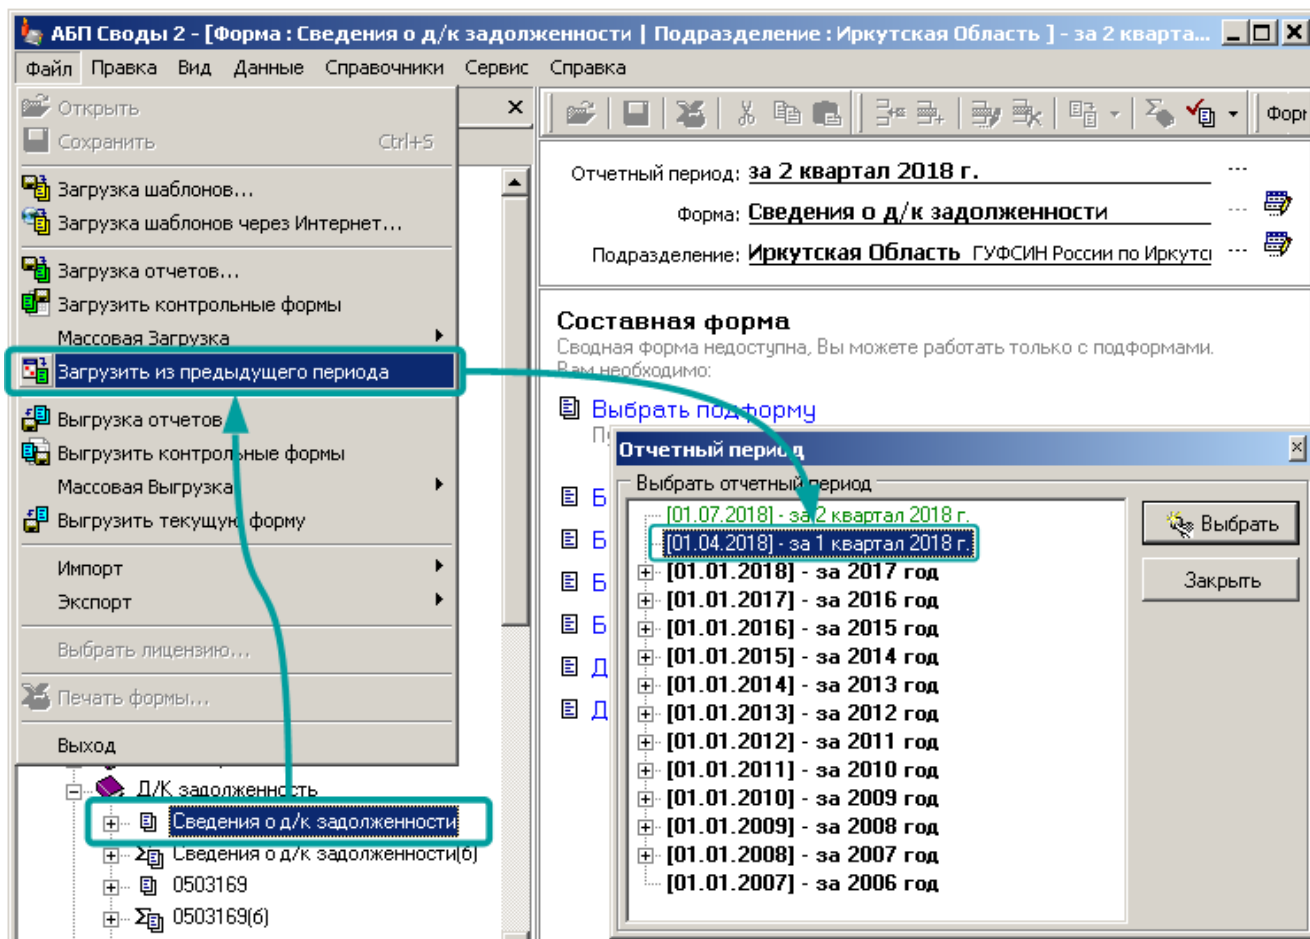 АБП Своды 2 - [Форма : Сведения о д/к задолженности | Подразделение : Иркутская Область ] - за 2 кварта...
Файл Правка Вид Данные Справочники Сервис Справка
Открыть
Сохранить Ctrl+S
Загрузка шаблонов...
Загрузка шаблонов через Интернет...
Загрузка отчетов...
Загрузить контрольные формы
Массовая Загрузка
Загрузить из предыдущего периода
Выгрузка отчетов
Выгрузить контрольные формы
Массовая Выгрузка
Выгрузить текущую форму
Импорт
Экспорт
Выбрать лицензию...
Печать формы...
Выход
Д/К задолженность
Сведения о д/к задолженности
Сведения о д/к задолженности(б)
0503169
0503169(б)
Форм
Отчетный период: за 2 квартал 2018 г. ...
Форма: Сведения о д/к задолженности ...
Подразделение: Иркутская Область ГУФСИН России по Иркутс ...
Составная форма
Сводная форма недоступна, Вы можете работать только с подформами.
Вам необходимо:
Выбрать подформу
П
Б
Б
Б
Б
Д
Д
Отчетный период
Выбрать отчетный период
[01.07.2018] - за 2 квартал 2018 г.
[01.04.2018] - за 1 квартал 2018 г.
[01.01.2018] - за 2017 год
[01.01.2017] - за 2016 год
[01.01.2016] - за 2015 год
[01.01.2015] - за 2014 год
[01.01.2014] - за 2013 год
[01.01.2013] - за 2012 год
[01.01.2012] - за 2011 год
[01.01.2011] - за 2010 год
[01.01.2010] - за 2009 год
[01.01.2009] - за 2008 год
[01.01.2008] - за 2007 год
[01.01.2007] - за 2006 год
Выбрать
Закрыть